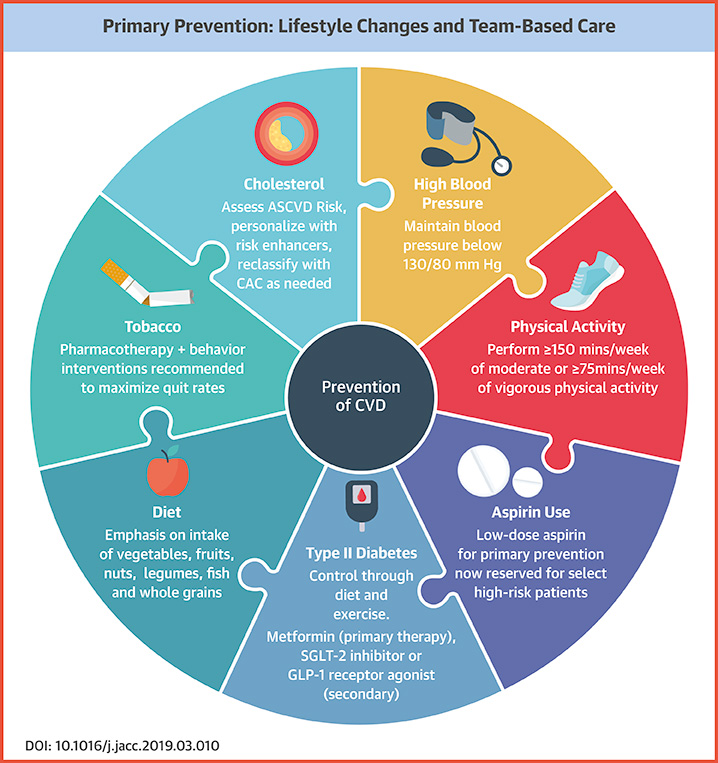 Primary Prevention: Lifestyle Changes and Team-Based Care
Cholesterol
Assess ASCVD Risk,
personalize with
risk enhancers,
reclassify with
CAC as needed
High Blood
Pressure
Maintain blood
pressure below
130/80 mm Hg
Physical Activity
Perform ≥150 mins/week
of moderate or ≥75mins/week
of vigorous physical activity
Aspirin Use
Low-dose aspirin
for primary prevention
now reserved for select
high-risk patients
Type II Diabetes
Control through
diet and
exercise.
Metformin (primary therapy),
SGLT-2 inhibitor or
GLP-1 receptor agonist
(secondary)
Diet
Emphasis on intake
of vegetables, fruits,
nuts, legumes, fish
and whole grains
Tobacco
Pharmacotherapy + behavior
interventions recommended
to maximize quit rates
Prevention
of CVD
DOI: 10.1016/j.jacc.2019.03.010